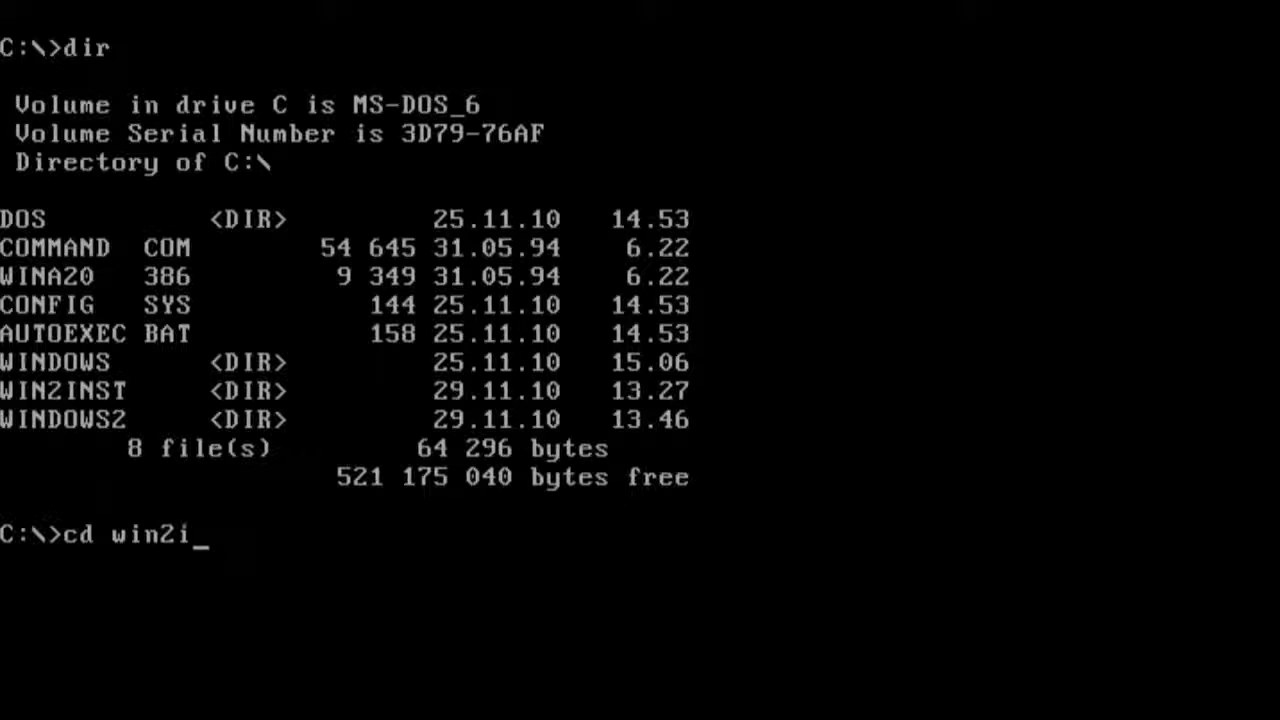 C:\>dir
Volume in drive C is MS-DOS_6
Volume Serial Number is 3D79-76AF
Directory of C:\
DOS <DIR> 25.11.10 14.53
COMMAND COM 54 645 31.05.94 6.22
WINA20 386 9 349 31.05.94 6.22
CONFIG SYS 144 25.11.10 14.53
AUTOEXEC BAT 158 25.11.10 14.53
WINDOWS <DIR> 25.11.10 15.06
WIN2INST <DIR> 29.11.10 13.27
WINDOWS2 <DIR> 29.11.10 13.46
8 file(s) 64 296 bytes
521 175 040 bytes free
C:\>cd win2i_